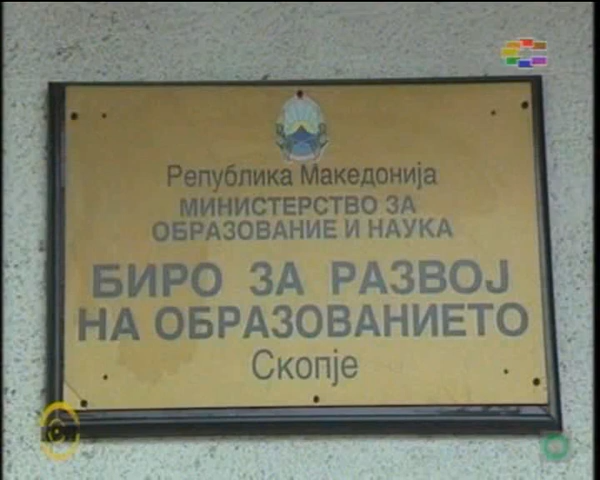 Република Македонија
МИНИСТЕРСТВО ЗА
ОБРАЗОВАНИЕ И НАУКА
БИРО ЗА РАЗВОЈ
НА ОБРАЗОВАНИЕТО
Скопје